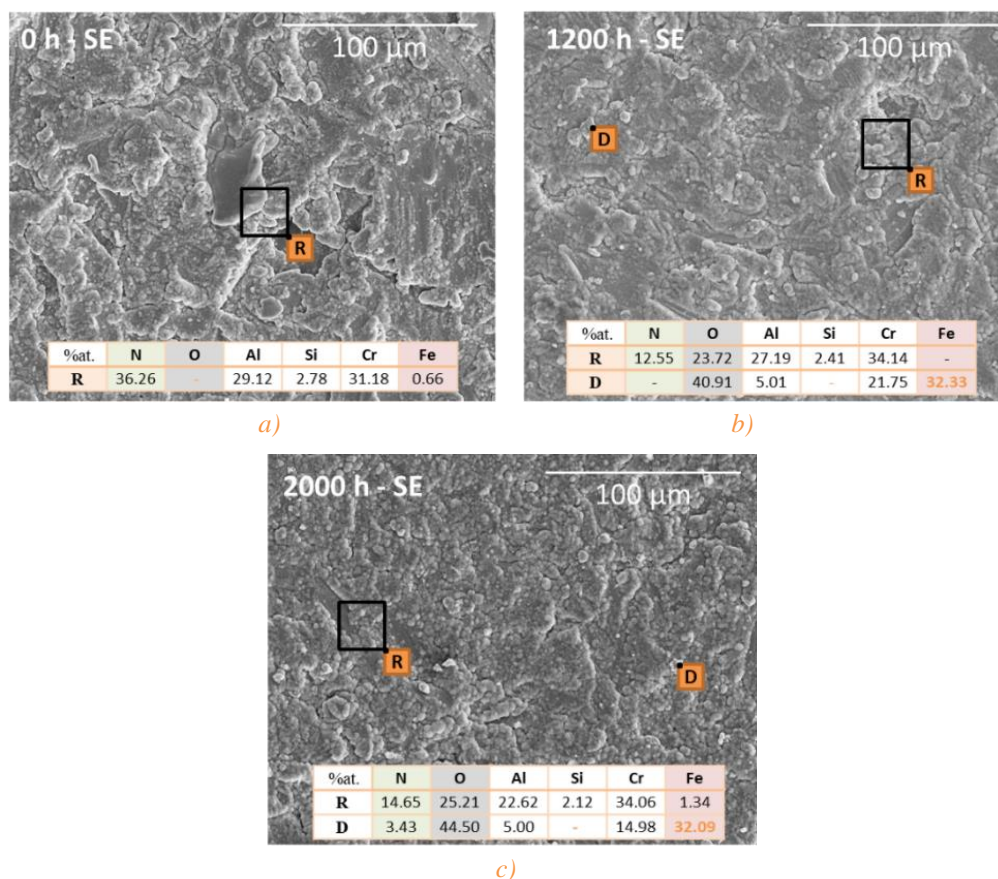 0 h - SE
100 µm
R
%at. N O Al Si Cr Fe
R 36.26 - 29.12 2.78 31.18 0.66
a)
1200 h - SE
100 µm
D
R
%at. N O Al Si Cr Fe
R 12.55 23.72 27.19 2.41 34.14 -
D - 40.91 5.01 - 21.75 32.33
b)
2000 h - SE
100 µm
R
D
%at. N O Al Si Cr Fe
R 14.65 25.21 22.62 2.12 34.06 1.34
D 3.43 44.50 5.00 - 14.98 32.09
c)